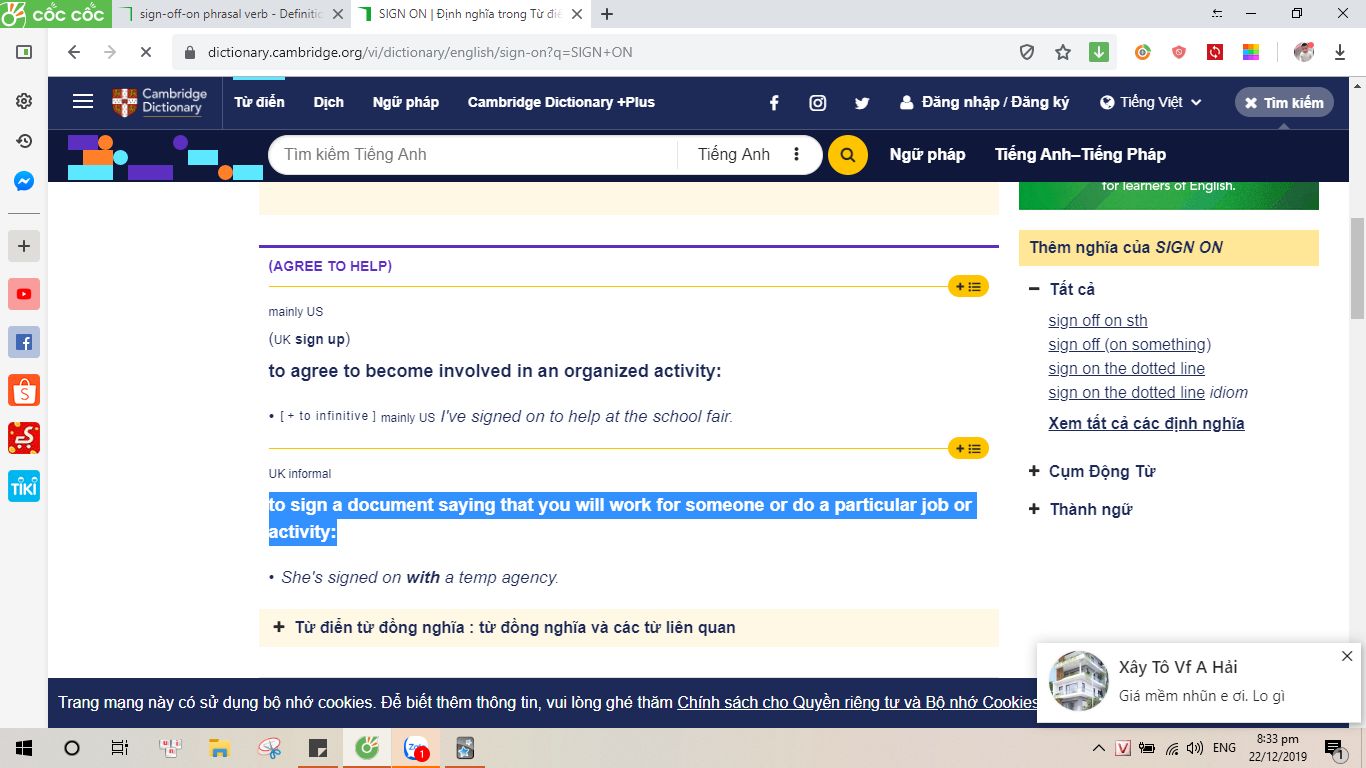 cốc cốc
sign-off-on phrasal verb - Definitio
SIGN ON | Định nghĩa trong Từ điể
dictionary.cambridge.org/vi/dictionary/english/sign-on?q=SIGN+ON
Cambridge
Dictionary
Từ điển
Dịch
Ngữ pháp
Cambridge Dictionary +Plus
Đăng nhập / Đăng ký
Tiếng Việt
Tìm kiếm
Tìm kiếm Tiếng Anh
Tiếng Anh
Ngữ pháp
Tiếng Anh–Tiếng Pháp
for learners of English.
(AGREE TO HELP)
mainly US
(UK sign up)
to agree to become involved in an organized activity:
• [ + to infinitive ] mainly US I've signed on to help at the school fair.
UK informal
to sign a document saying that you will work for someone or do a particular job or
activity:
• She's signed on with a temp agency.
+ Từ điển từ đồng nghĩa : từ đồng nghĩa và các từ liên quan
Thêm nghĩa của SIGN ON
Tất cả
sign off on sth
sign off (on something)
sign on the dotted line
sign on the dotted line idiom
Xem tất cả các định nghĩa
Cụm Động Từ
Thành ngữ
TIKI
Xây Tô Vf A Hải
Giá mềm nhũn e ơi. Lo gì
Trang mạng này có sử dụng bộ nhớ cookies. Để biết thêm thông tin, vui lòng ghé thăm Chính sách cho Quyền riêng tư và Bộ nhớ Cookies
Zalo
1
V
ENG
8:33 pm
22/12/2019
1